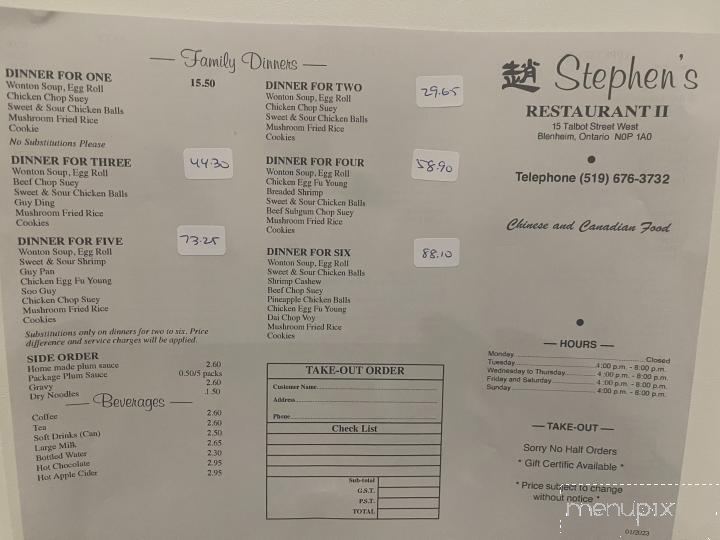 — Family Dinners —
DINNER FOR ONE 15.50
Wonton Soup, Egg Roll
Chicken Chop Suey
Sweet & Sour Chicken Balls
Mushroom Fried Rice
Cookie
No Substitutions Please
DINNER FOR TWO 29.65
Wonton Soup, Egg Roll
Chicken Chop Suey
Sweet & Sour Chicken Balls
Mushroom Fried Rice
Cookies
DINNER FOR THREE 44.30
Wonton Soup, Egg Roll
Beef Chop Suey
Sweet & Sour Chicken Balls
Guy Ding
Mushroom Fried Rice
Cookies
DINNER FOR FOUR 58.90
Wonton Soup, Egg Roll
Chicken Egg Fu Young
Breaded Shrimp
Sweet & Sour Chicken Balls
Beef Subgum Chop Suey
Mushroom Fried Rice
Cookies
DINNER FOR FIVE 73.25
Wonton Soup, Egg Roll
Sweet & Sour Shrimp
Guy Pan
Chicken Egg Fu Young
Soo Guy
Chicken Chop Suey
Mushroom Fried Rice
Cookies
DINNER FOR SIX 88.10
Wonton Soup, Egg Roll
Sweet & Sour Chicken Balls
Shrimp Cashew
Beef Chop Suey
Pineapple Chicken Balls
Chicken Egg Fu Young
Dai Chop Voy
Mushroom Fried Rice
Cookies
Substitutions only on dinners for two to six. Price
difference and service charges will be applied.
SIDE ORDER
Home made plum sauce 2.60
Package Plum Sauce 0.50/5 packs
Gravy 2.60
Dry Noodles 1.50
— Beverages —
Coffee 2.60
Tea 2.60
Soft Drinks (Can) 2.50
Large Milk 2.65
Bottled Water 2.30
Hot Chocolate 2.95
Hot Apple Cider 2.95
TAKE-OUT ORDER
Customer Name
Address
Phone
Check List
Sub-total
G.S.T.
P.S.T.
TOTAL
趙 Stephen's
RESTAURANT II
15 Talbot Street West
Blenheim, Ontario N0P 1A0
Telephone (519) 676-3732
Chinese and Canadian Food
— HOURS —
Monday Closed
Tuesday 4:00 p.m. - 8:00 p.m.
Wednesday to Thursday 4:00 p.m. - 8:00 p.m.
Friday and Saturday 4:00 p.m. - 8:00 p.m.
Sunday 4:00 p.m. - 8:00 p.m.
— TAKE-OUT —
Sorry No Half Orders
* Gift Certific Available *
* Price subject to change
without notice *
menupix
01/2023